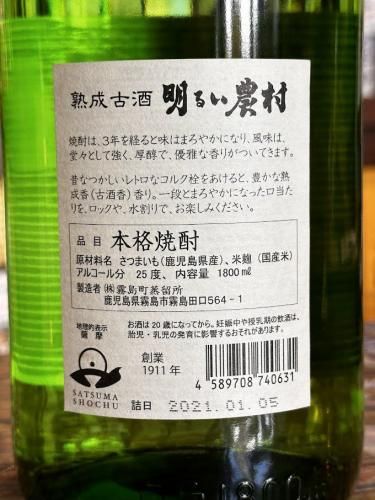 熟成古酒 明るい農村
焼酎は、3年を経ると味はまろやかになり、風味は、
堂々として強く、厚醇で、優雅な香りがついてきます。
昔なつかしいレトロなコルク栓をあけると、豊かな熟
成香(古酒香)香り。一段とまろやかになった口当た
りを、ロックや、水割りで、お楽しみください。
品目 本格焼酎
原材料名 さつまいも(鹿児島県産)、米麹(国産米)
アルコール分 25度、内容量 1800㎖
製造者 ㈱霧島町蒸留所
鹿児島県霧島市霧島田口564-1
お酒は20歳になってから。妊娠中や授乳期の飲酒は、
胎児・乳児の発育に影響するおそれがあります。
地理的表示
薩摩
SATSUMA
SHOCHU
創業
1911年
4 589708 740631
詰日 2021.01.05